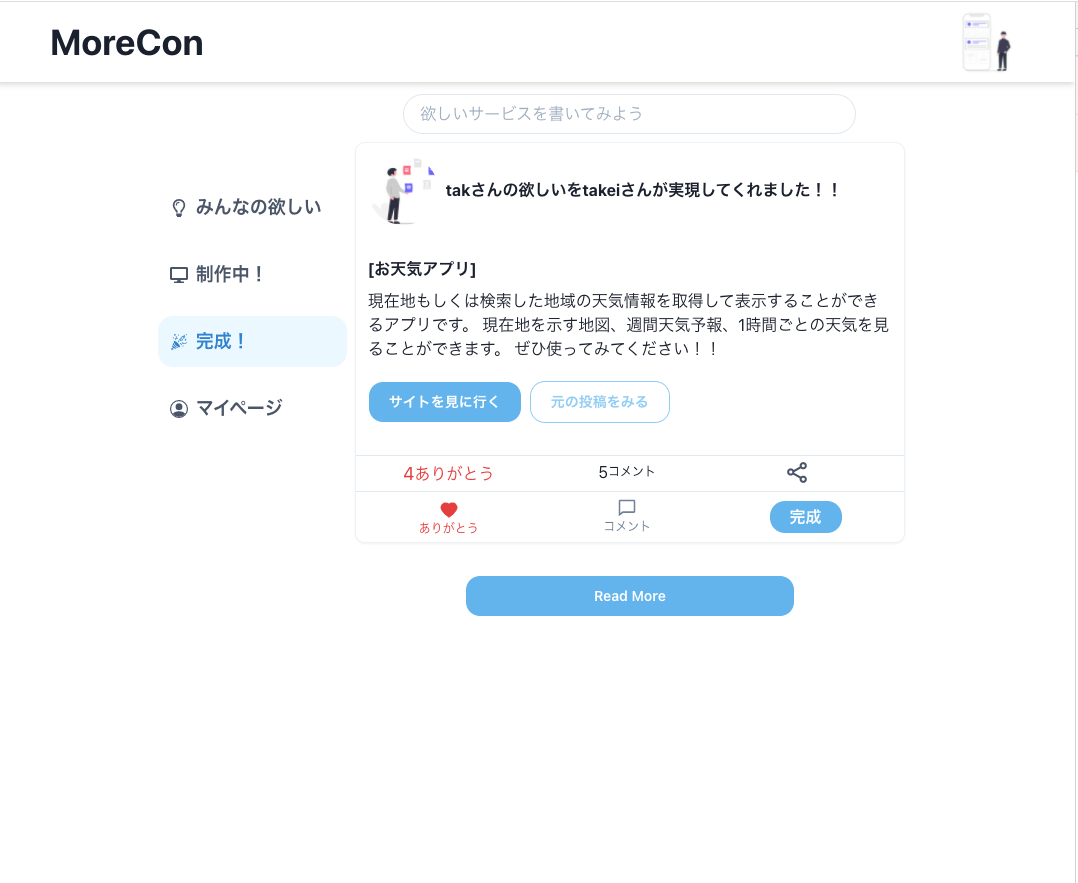 MoreCon
欲しいサービスを書いてみよう
みんなの欲しい
制作中！
完成！
マイページ
takさんの欲しいをtakeiさんが実現してくれました！！
[お天気アプリ]
現在地もしくは検索した地域の天気情報を取得して表示することができ
るアプリです。 現在地を示す地図、週間天気予報、1時間ごとの天気を見
ることができます。 ぜひ使ってみてください！！
サイトを見に行く
元の投稿をみる
4ありがとう
5コメント
ありがとう
コメント
完成
Read More